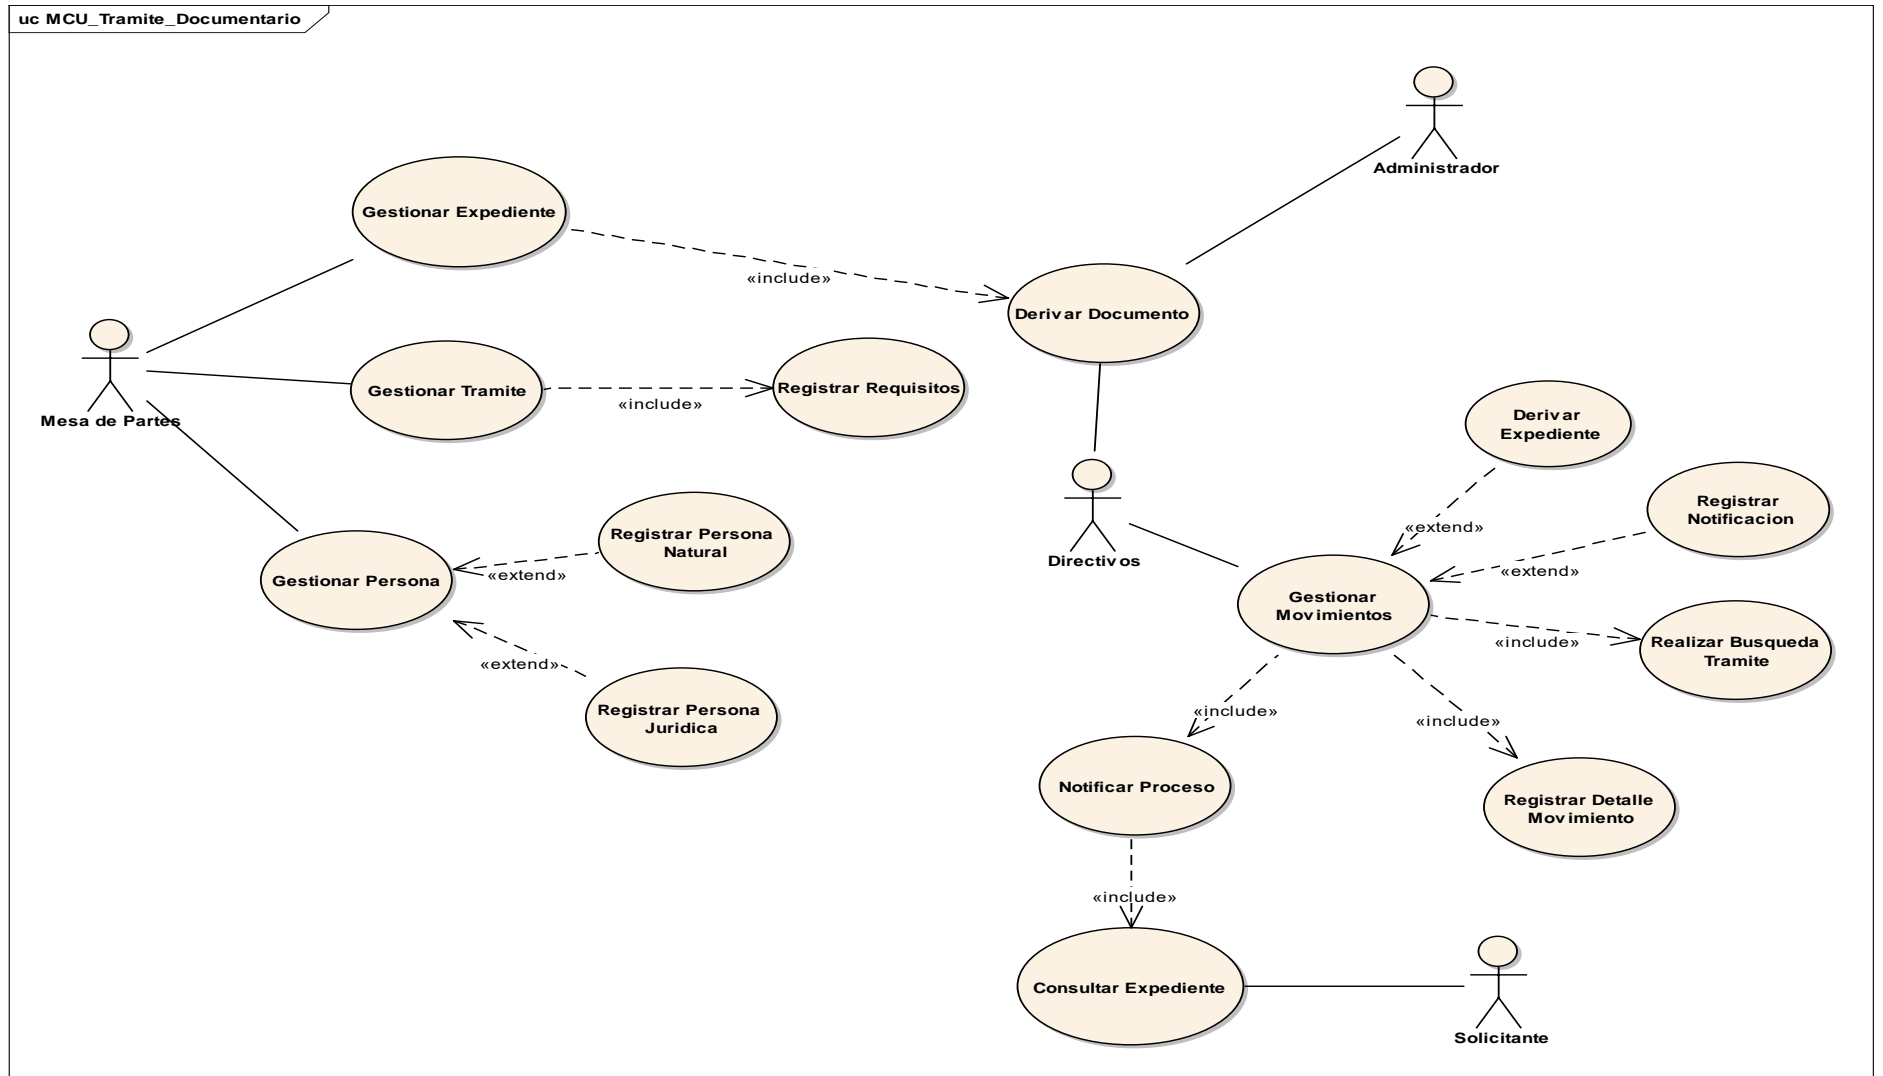 uc MCU_Tramite_Documentario
Administrador
Gestionar Expediente
«include»
Derivar Documento
Mesa de Partes
Gestionar Tramite
«include»
Registrar Requisitos
Derivar
Expediente
«extend»
Registrar
Notificacion
«extend»
Directivos
Registrar Persona
Natural
«extend»
Gestionar Persona
«extend»
Registrar Persona
Juridica
Gestionar
Movimientos
«include»
Realizar Busqueda
Tramite
«include»
«include»
Notificar Proceso
Registrar Detalle
Movimiento
«include»
Consultar Expediente
Solicitante